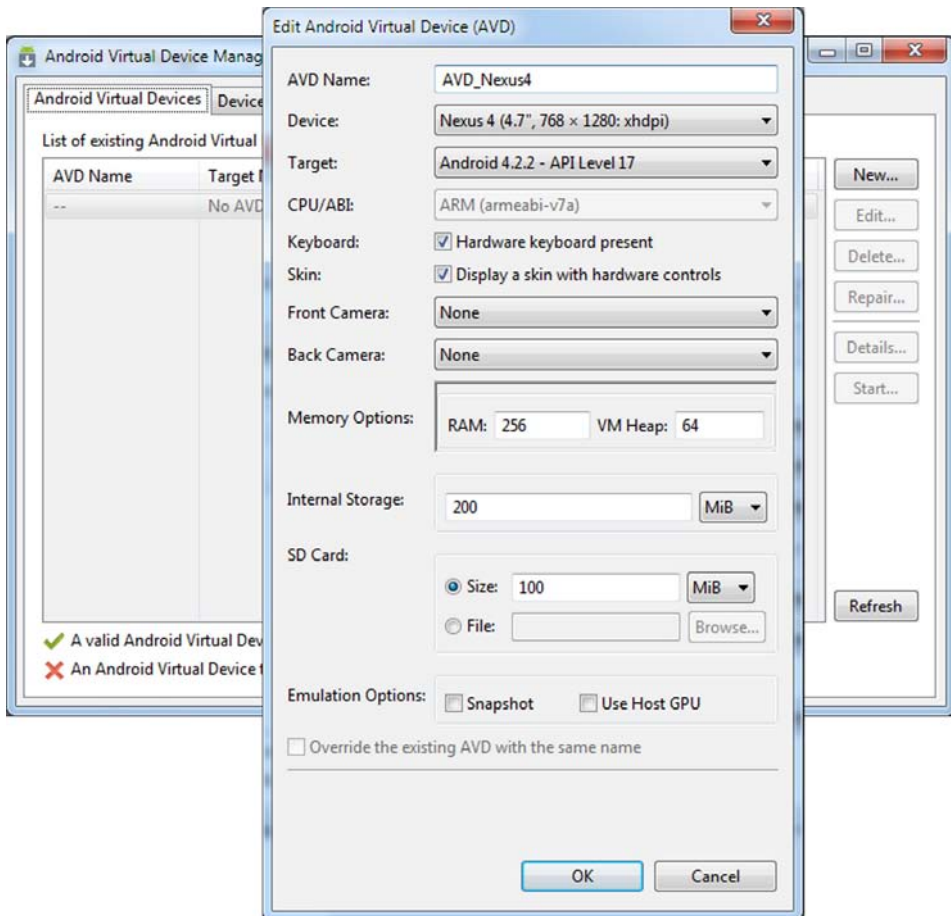 Edit Android Virtual Device (AVD)
Android Virtual Device Manag
Android Virtual Devices
Device
List of existing Android Virtual
AVD Name
Target
--
No AVD
New...
Edit...
Delete...
Repair...
Details...
Start...
Refresh
A valid Android Virtual Dev
An Android Virtual Device
AVD Name: AVD_Nexus4
Device: Nexus 4 (4.7", 768 × 1280: xhdpi)
Target: Android 4.2.2 - API Level 17
CPU/ABI: ARM (armeabi-v7a)
Keyboard: Hardware keyboard present
Skin: Display a skin with hardware controls
Front Camera: None
Back Camera: None
Memory Options: RAM: 256 VM Heap: 64
Internal Storage: 200 MiB
SD Card:
Size: 100 MiB
File: Browse...
Emulation Options: Snapshot Use Host GPU
Override the existing AVD with the same name
OK Cancel